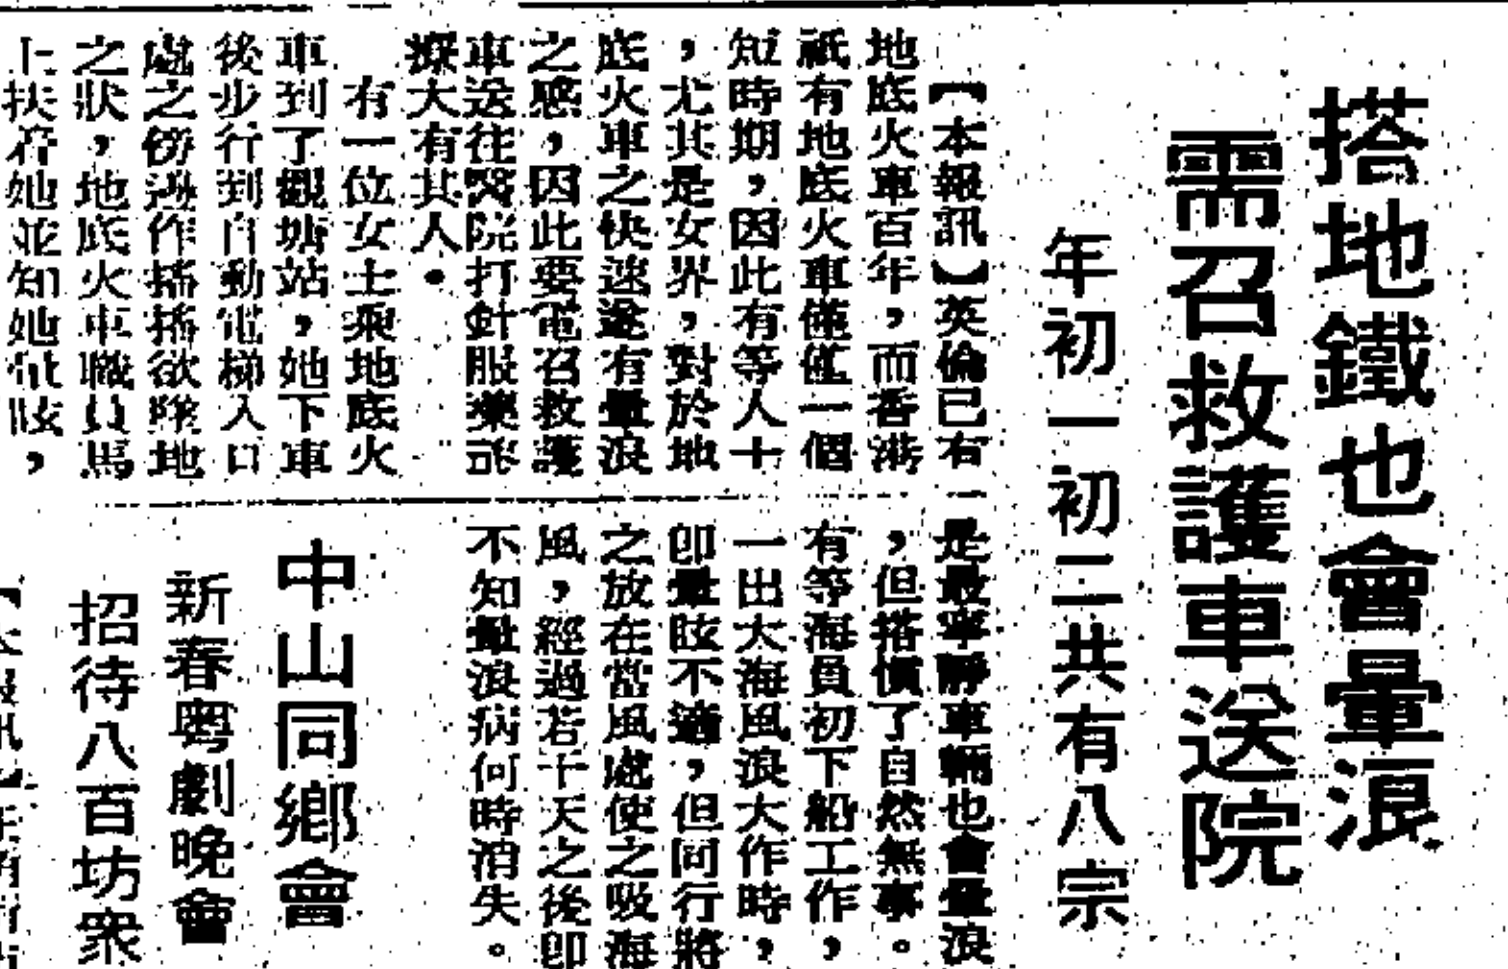 搭地鐵也會暈浪
需召救護車送院
年初一初二共有八宗
【本報訊】英倫已有
地底火車百年，而香港
祇有地底火車僅僅一個
短時期，因此有等人士
，尤其是女界，對於地
底火車之快速遂有暈浪
之感，因此要電召救護
車送往醫院打針服藥 
搽大有其人。
有一位女士乘地底火
車到了觀塘站，她下車
後步行到自動電梯入口
處之傍邊作搖搖欲墜地
之狀，地底火車職員馬
上扶着她並知她暈眩，
是最寧靜車輛也會暈浪
，但搭慣了自然無事。
有等海員初下船工作，
一出大海風浪大作時，
即暈眩不適，但同行將
之放在當風處使之吸海
風，經過若干天之後即
不知暈浪病何時消失。
中山同鄉會
新春粵劇晚會
招待八百坊衆